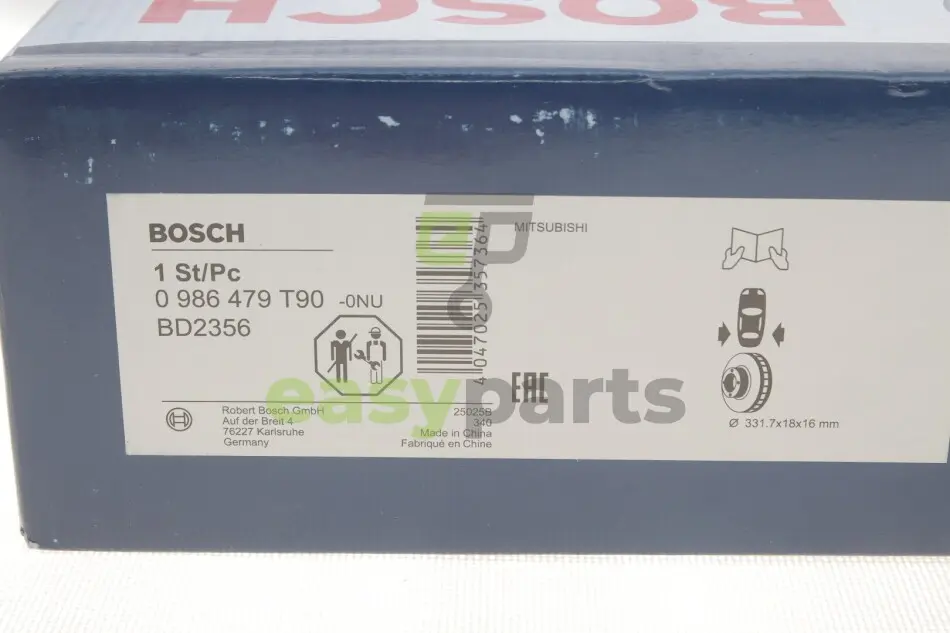 BOSCH
BOSCH
1 St/Pc
0 986 479 T90 -0NU
BD2356
4 047025 357364
MITSUBISHI
EAC
easyparts
Robert Bosch GmbH
Auf der Breit 4
76227 Karlsruhe
Germany
25025B
340
Made in China
Fabriqué en Chine
Ø 331.7x18x16 mm